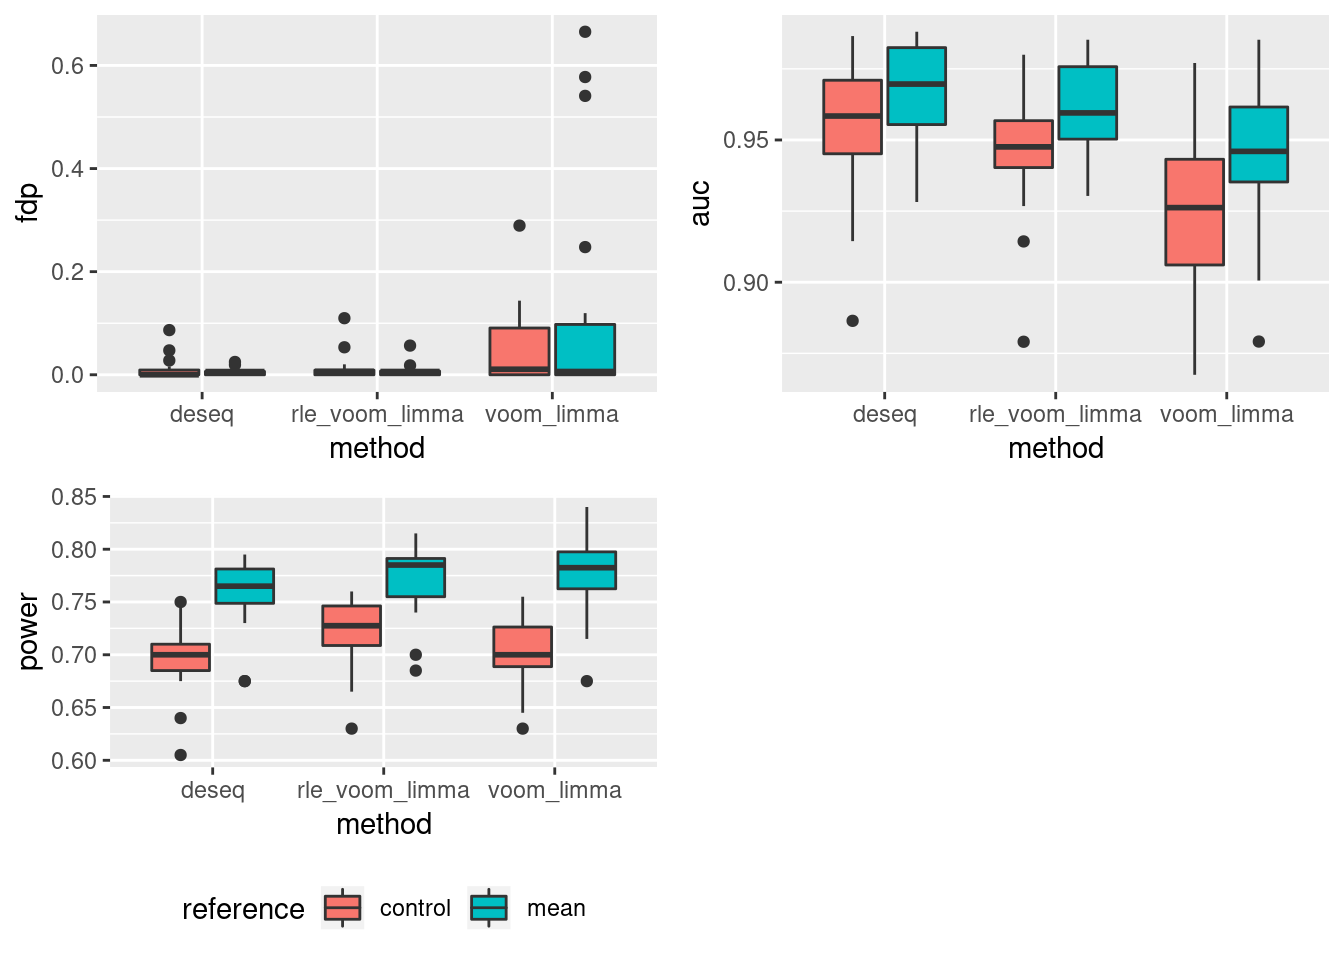 fdp
0.6
0.4
0.2
0.0
deseq rle_voom_limma voom_limma
method
auc
0.95
0.90
deseq rle_voom_limma voom_limma
method
power
0.85
0.80
0.75
0.70
0.65
0.60
deseq rle_voom_limma voom_limma
method
reference control mean